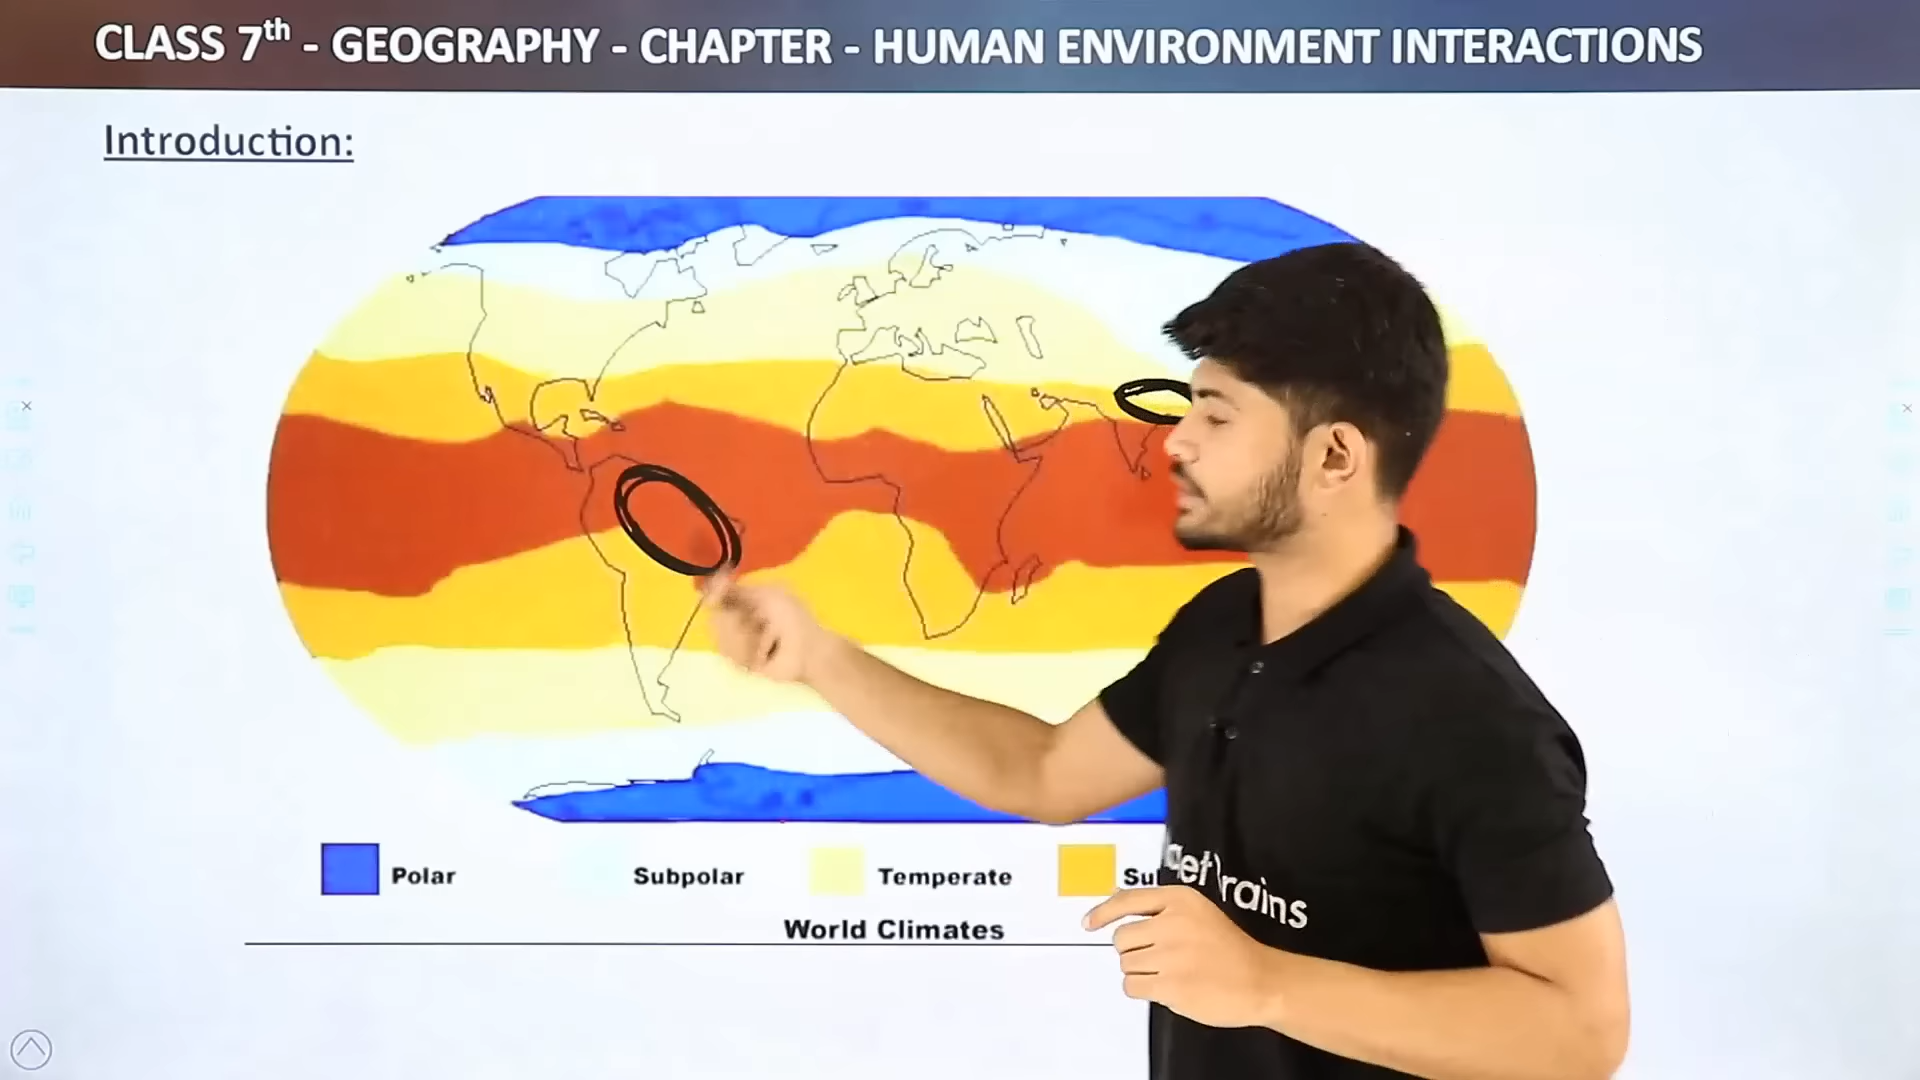 CLASS 7th - GEOGRAPHY - CHAPTER - HUMAN ENVIRONMENT INTERACTIONS
Introduction:
Polar Subpolar Temperate
World Climates